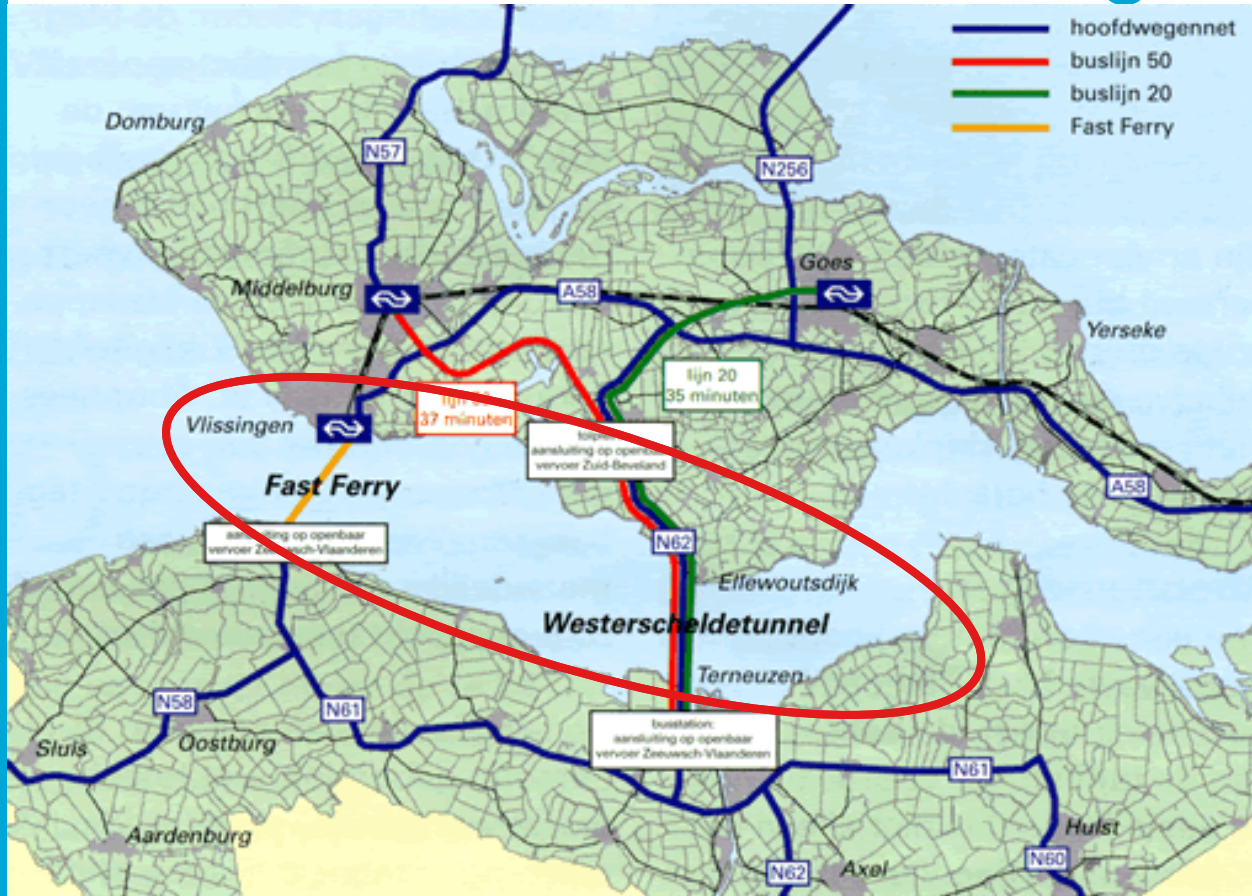 hoofdwegennet
buslijn 50
buslijn 20
Fast Ferry
Domburg
N57
N256
Goes
Middelburg
A58
Yerseke
lijn 20
35 minuten
37 minuten
Vlissingen
aansluiting op openbaar
vervoer Zuid-Beveland
A58
Fast Ferry
N62
aansluiting op openbaar
vervoer Zeeuwsch-Vlaanderen
Ellewoutsdijk
Westerscheldetunnel
Terneuzen
N58
N61
busstation:
aansluiting op openbaar
vervoer Zeeuwsch-Vlaanderen
Sluis
Oostburg
N61
Aardenburg
Hulst
N62
Axel
N60